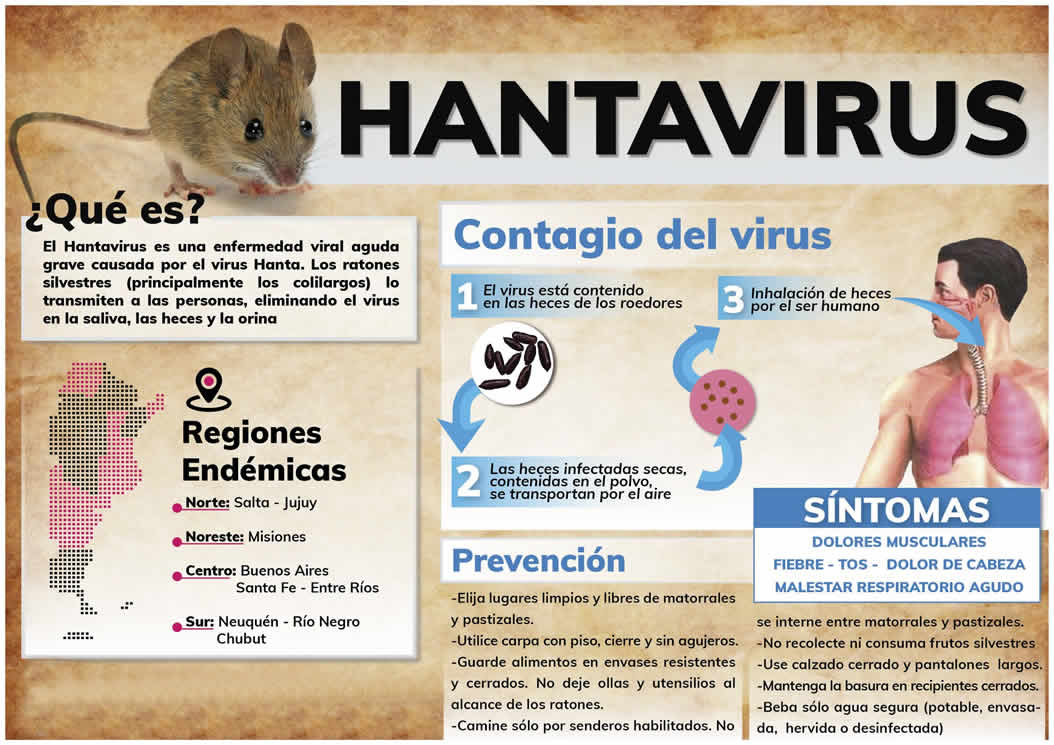 HANTAVIRUS
¿Qué es?
El Hantavirus es una enfermedad viral aguda
grave causada por el virus Hanta. Los ratones
silvestres (principalmente los colilargos) lo
transmiten a las personas, eliminando el virus
en la saliva, las heces y la orina
Regiones
Endémicas
Norte: Salta - Jujuy
Noreste: Misiones
Centro: Buenos Aires
Santa Fe - Entre Ríos
Sur: Neuquén - Río Negro
Chubut
Contagio del virus
1 El virus está contenido
en las heces de los roedores
2 Las heces infectadas secas,
contenidas en el polvo,
se transportan por el aire
3 Inhalación de heces
por el ser humano
SÍNTOMAS
DOLORES MUSCULARES
FIEBRE - TOS - DOLOR DE CABEZA
MALESTAR RESPIRATORIO AGUDO
Prevención
-Elija lugares limpios y libres de matorrales
y pastizales.
-Utilice carpa con piso, cierre y sin agujeros.
-Guarde alimentos en envases resistentes
y cerrados. No deje ollas y utensilios al
alcance de los ratones.
-Camine sólo por senderos habilitados. No
se interne entre matorrales y pastizales.
-No recolecte ni consuma frutos silvestres
-Use calzado cerrado y pantalones largos.
-Mantenga la basura en recipientes cerrados.
-Beba sólo agua segura (potable, envasa-
da, hervida o desinfectada)